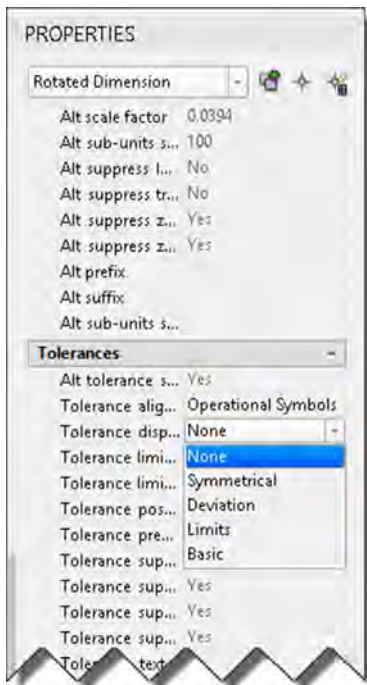 PROPERTIES
Rotated Dimension
Alt scale factor 0.0394
Alt sub-units s... 100
Alt suppress l... No
Alt suppress tr... No
Alt suppress z... Yes
Alt suppress z... Yes
Alt prefix
Alt suffix
Alt sub-units s...
Tolerances
Alt tolerance s... Yes
Tolerance alig... Operational Symbols
Tolerance disp... None
Tolerance limi... None
Tolerance limi... Symmetrical
Tolerance pos... Deviation
Tolerance pre... Limits
Tolerance sup... Basic
Tolerance sup... Yes
Tolerance sup... Yes
Tolerance sup... Yes
text